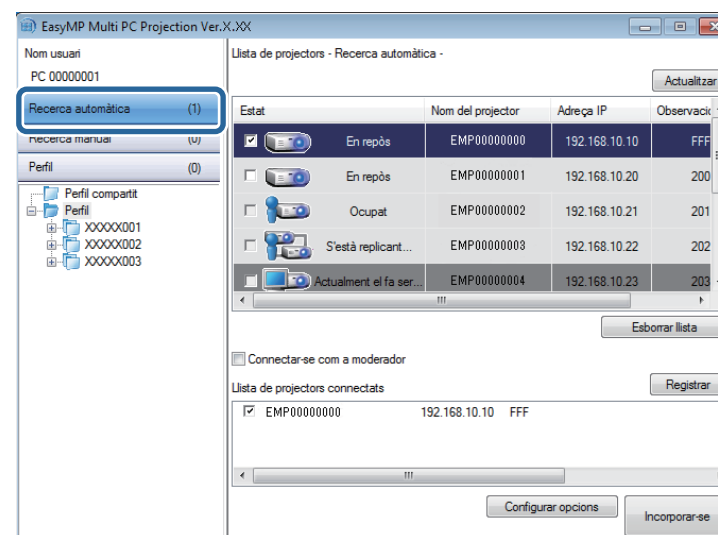 EasyMP Multi PC Projection Ver.X.XX
Nom usuari
PC 00000001
Recerca automàtica (1)
Recerca manual (0)
Perfil (0)
Perfil compartit
Perfil
XXXXX001
XXXXX002
XXXXX003
Llista de projectors - Recerca automàtica -
Actualitzar
Estat Nom del projector Adreça IP Observacio
En repòs EMP00000000 192.168.10.10 FFF
En repòs EMP00000001 192.168.10.20 200
Ocupat EMP00000002 192.168.10.21 201
S'està replicant... EMP00000003 192.168.10.22 202
Actualment el fa ser... EMP00000004 192.168.10.23 203
Esborrar llista
Connectar-se com a moderador
Llista de projectors connectats
Registrar
EMP00000000 192.168.10.10 FFF
Configurar opcions
Incorporar-se